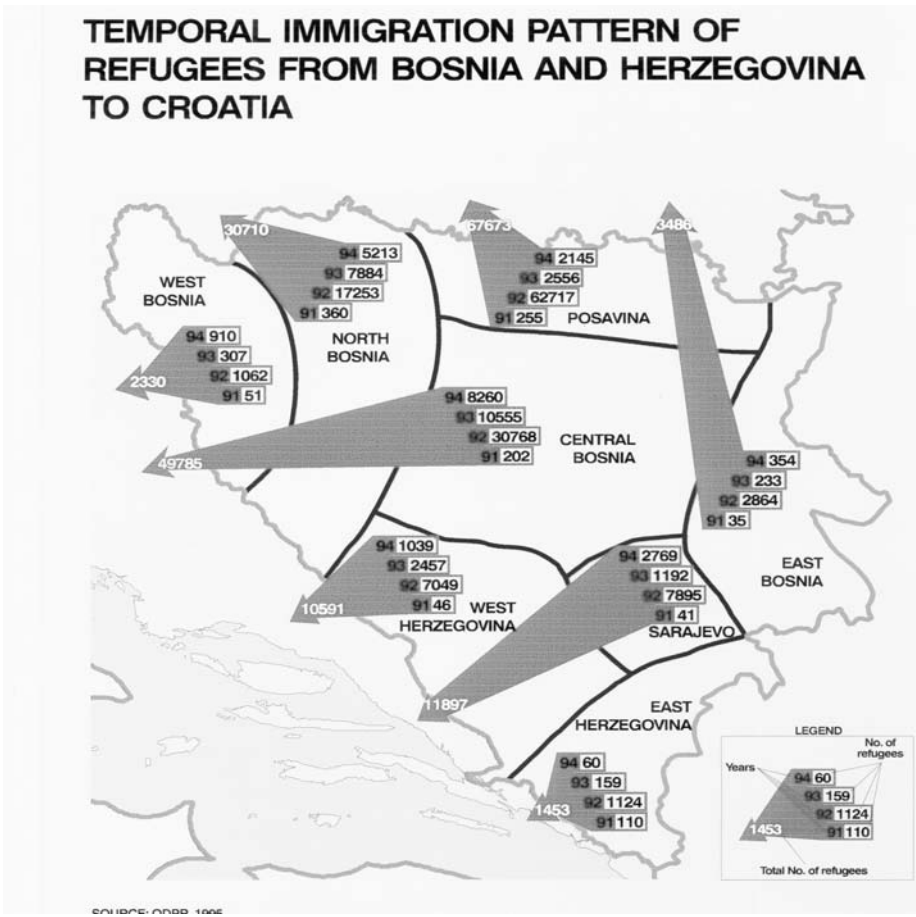 TEMPORAL IMMIGRATION PATTERN OF
REFUGEES FROM BOSNIA AND HERZEGOVINA
TO CROATIA
30710
94 5213
93 7884
92 17253
91 360
NORTH
BOSNIA
67673
94 2145
93 2556
92 62717
91 255
POSAVINA
3486
94 354
93 233
92 2864
91 35
EAST
BOSNIA
WEST
BOSNIA
94 910
93 307
92 1062
91 51
2330
94 8260
93 10555
92 30768
91 202
49785
CENTRAL
BOSNIA
94 1039
93 2457
92 7049
91 46
10591
WEST
HERZEGOVINA
94 2769
93 1192
92 7895
91 41
SARAJEVO
11897
EAST
HERZEGOVINA
94 60
93 159
92 1124
91 110
1453
LEGEND
No. of
refugees
Years
94 60
93 159
92 1124
91 110
1453
Total No. of refugees
SOURCE: ODPR, 1995